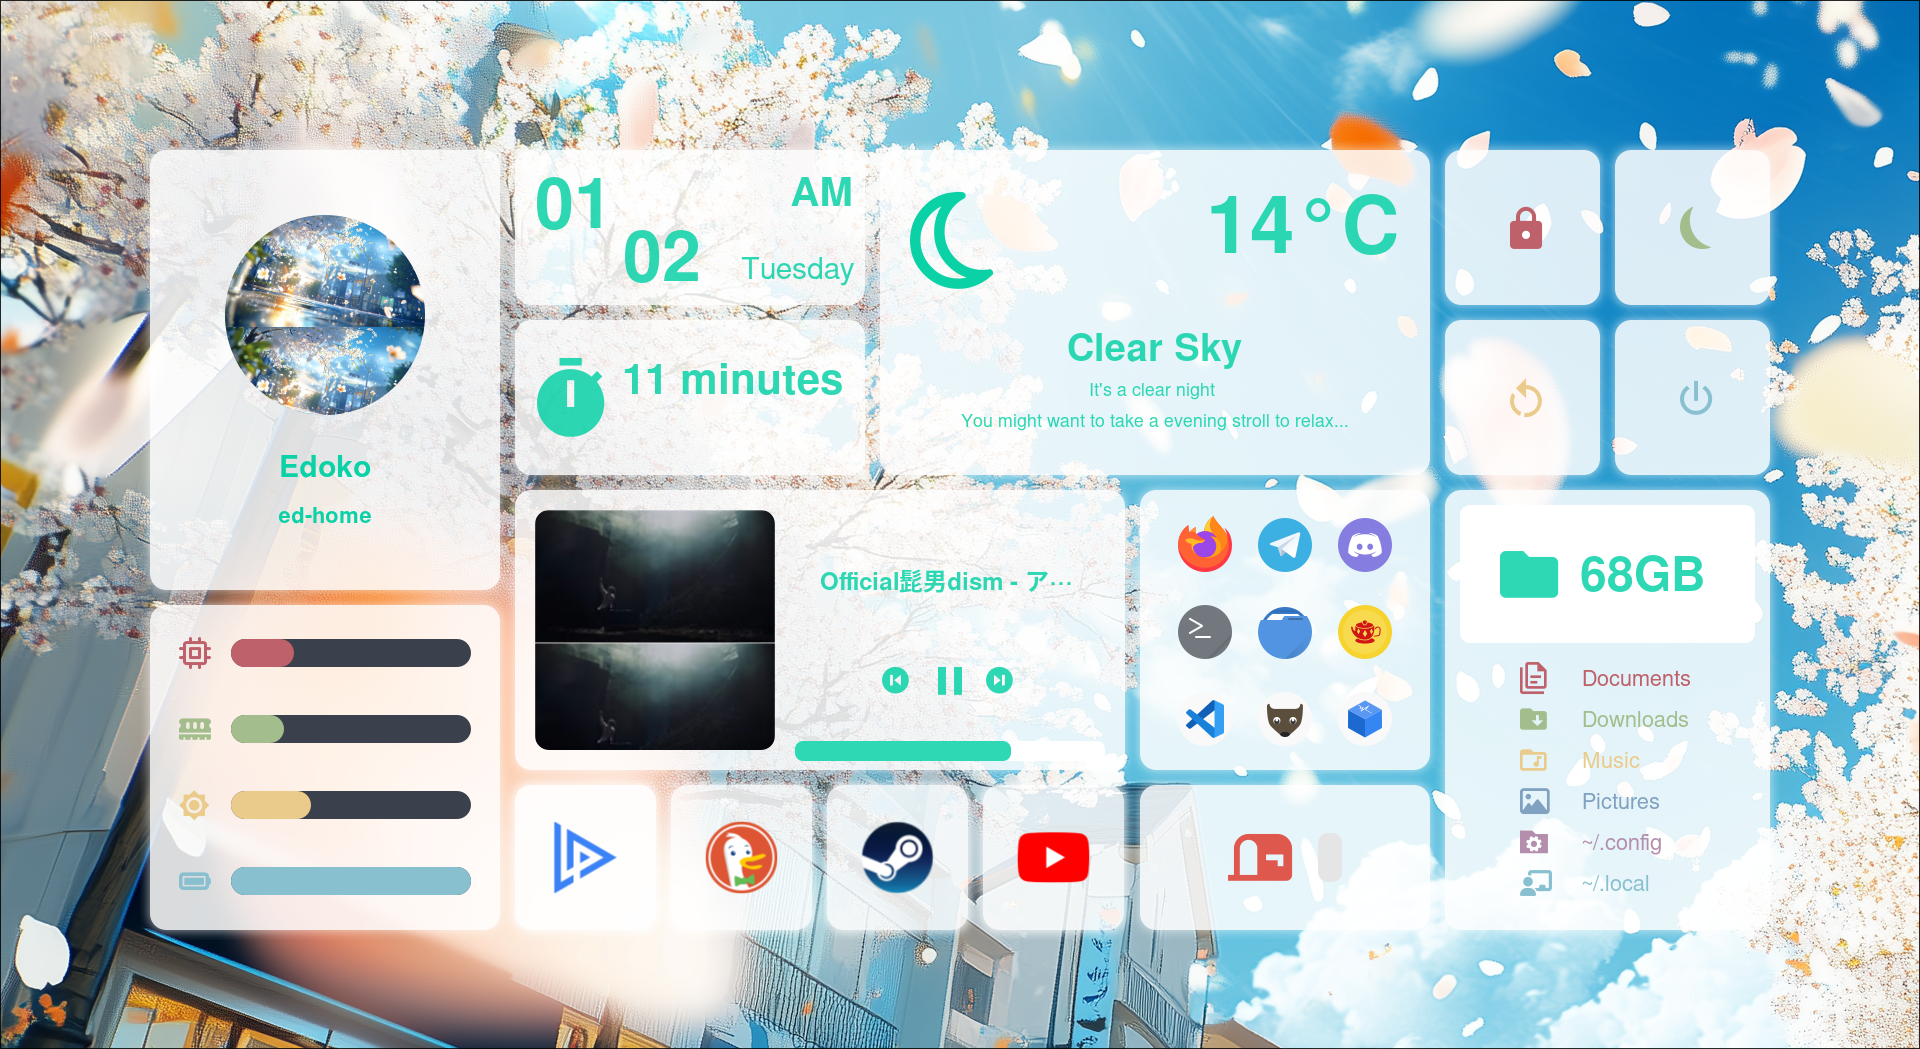 Edoko
ed-home
01
02
AM
Tuesday
11 minutes
14°C
Clear Sky
It's a clear night
You might want to take a evening stroll to relax...
Official髭男dism - ア…
68GB
Documents
Downloads
Music
Pictures
~/.config
~/.local